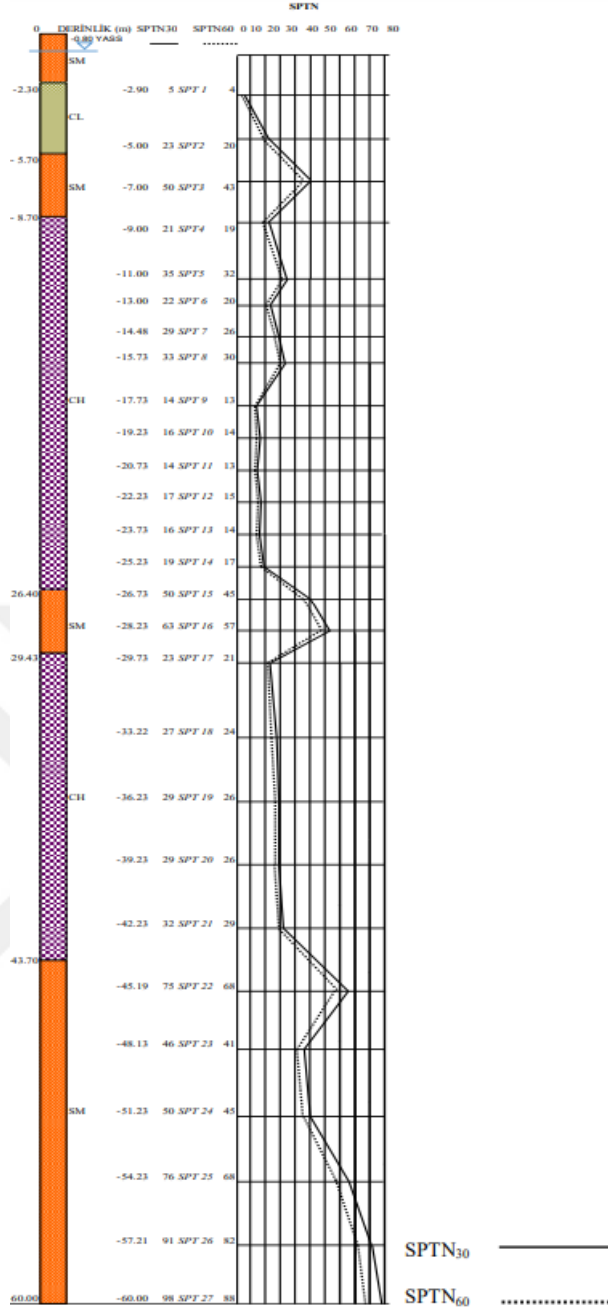 SPTN
0 DERİNLİK (m) SPTN30 SPTN60 0 10 20 30 40 50 60 70 80
-0.80 YASS
SM
-2.30 -2.90 5 SPT 1 4
CL
-5.00 23 SPT2 20
- 5.70
SM -7.00 50 SPT3 43
- 8.70
-9.00 21 SPT4 19
-11.00 35 SPT5 32
-13.00 22 SPT 6 20
-14.48 29 SPT 7 26
-15.73 33 SPT 8 30
CH -17.73 14 SPT 9 13
-19.23 16 SPT 10 14
-20.73 14 SPT 11 13
-22.23 17 SPT 12 15
-23.73 16 SPT 13 14
-25.23 19 SPT 14 17
26.40 -26.73 50 SPT 15 45
SM -28.23 63 SPT 16 57
29.43 -29.73 23 SPT 17 21
-33.22 27 SPT 18 24
CH -36.23 29 SPT 19 26
-39.23 29 SPT 20 26
-42.23 32 SPT 21 29
43.70
-45.19 75 SPT 22 68
-48.13 46 SPT 23 41
SM -51.23 50 SPT 24 45
-54.23 76 SPT 25 68
-57.21 91 SPT 26 82
SPTN30
60.00 -60.00 98 SPT 27 88
SPTN60